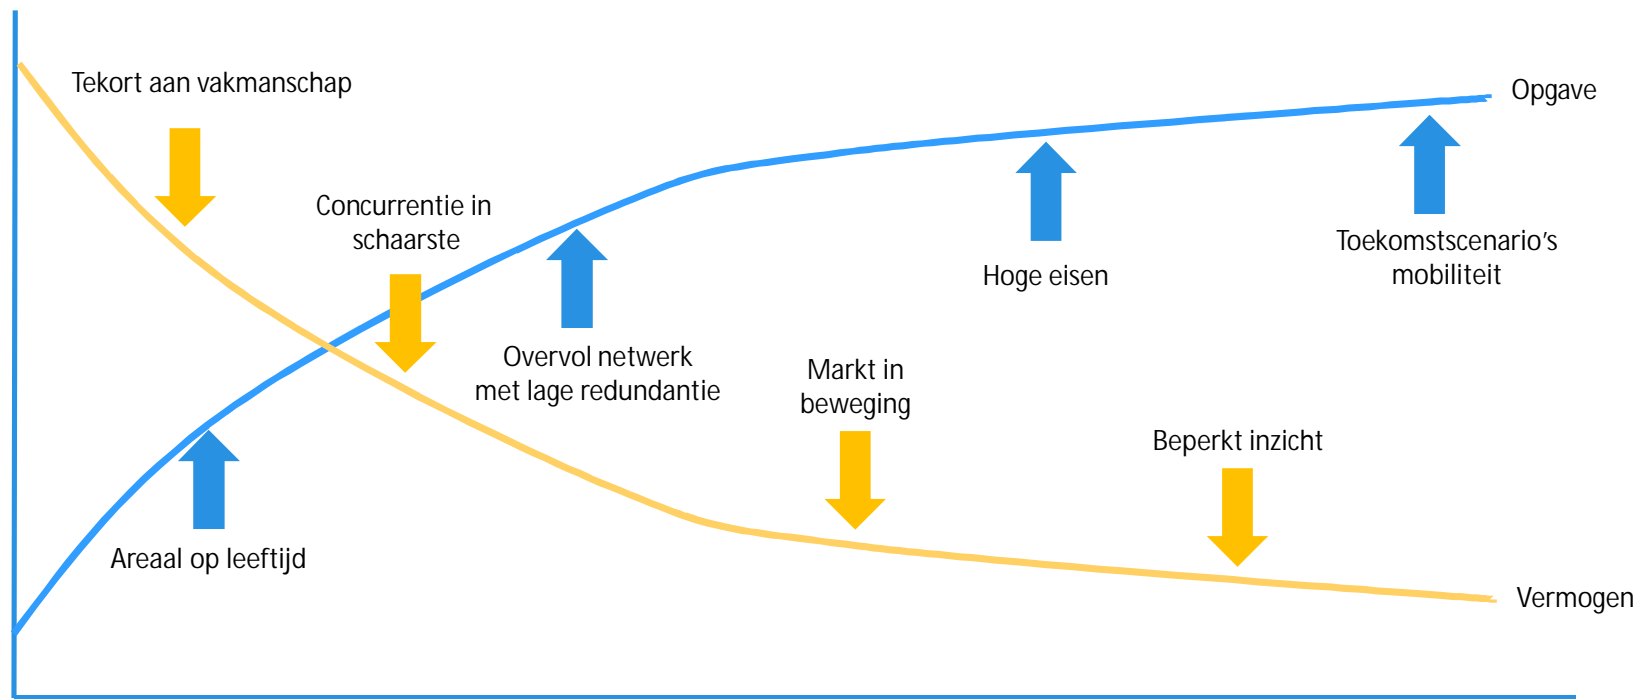 Tekort aan vakmanschap
Opgave
Concurrentie in
schaarste
Toekomstscenario's
mobiliteit
Hoge eisen
Overvol netwerk
met lage redundantie
Markt in
beweging
Beperkt inzicht
Areaal op leeftijd
Vermogen